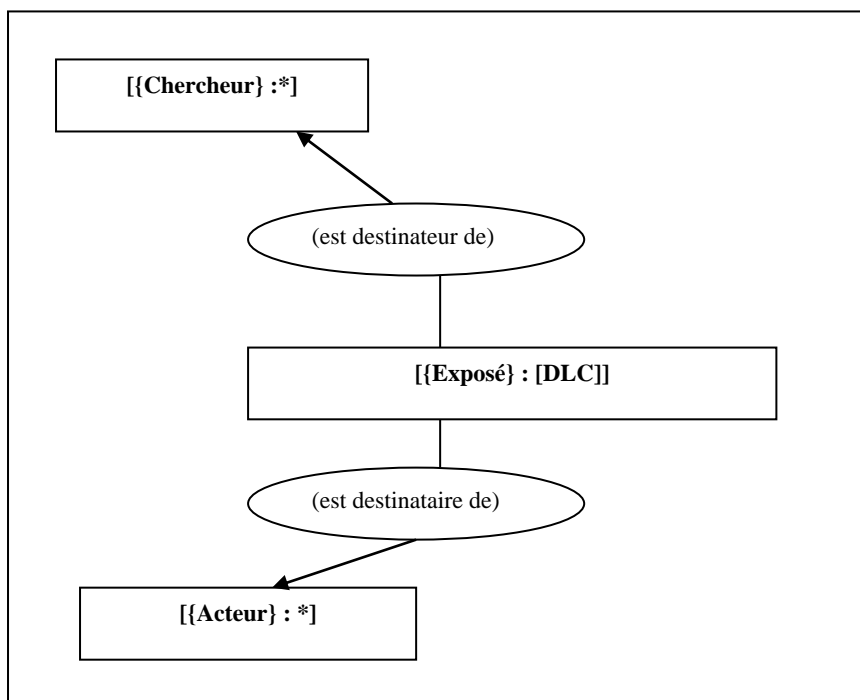 [{Chercheur} :*]
(est destinateur de)
[{Exposé} : [DLC]]
(est destinataire de)
[{Acteur} : *]